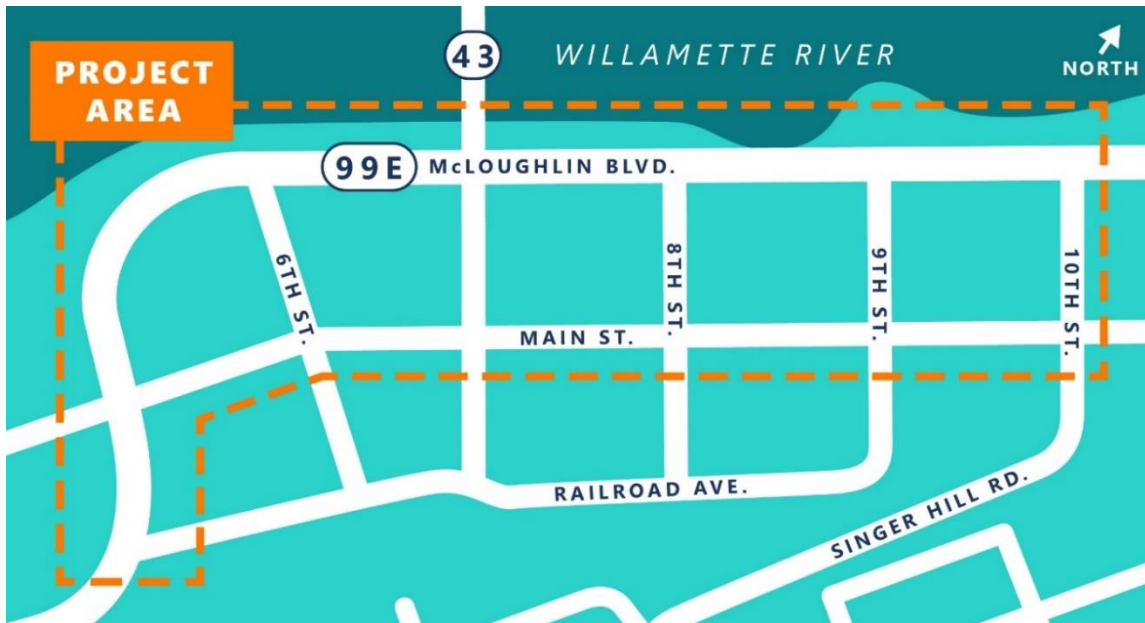 PROJECT
AREA
43
WILLAMETTE RIVER
NORTH
99E
McLOUGHLIN BLVD.
6TH ST.
8TH ST.
9TH ST.
10TH ST.
MAIN ST.
RAILROAD AVE.
SINGER HILL RD.